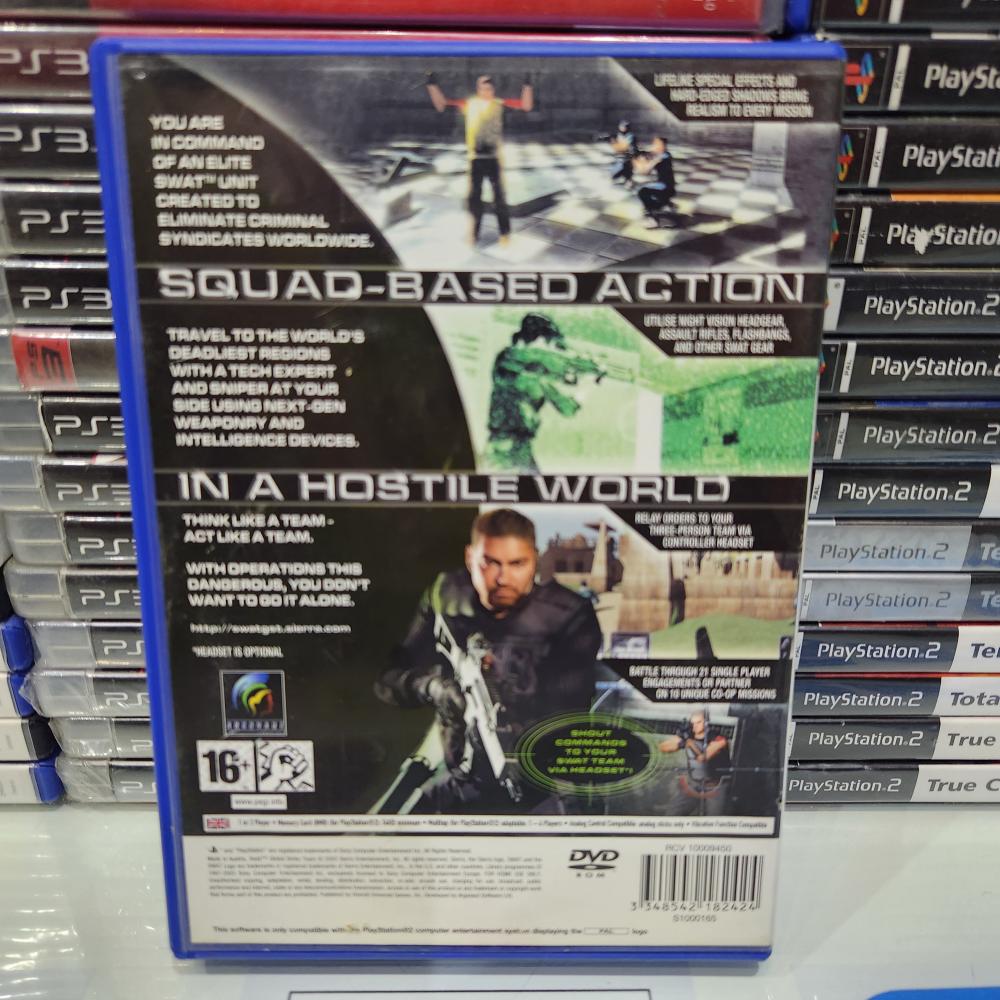 YOU ARE
IN COMMAND
OF AN ELITE
SWAT™ UNIT
CREATED TO
ELIMINATE CRIMINAL
SYNDICATES WORLDWIDE.
LIFELIKE SPECIAL EFFECTS AND
HARD-EDGED SHADOWS BRING
REALISM TO EVERY MISSION
SQUAD-BASED ACTION
TRAVEL TO THE WORLD'S
DEADLIEST REGIONS
WITH A TECH EXPERT
AND SNIPER AT YOUR
SIDE USING NEXT-GEN
WEAPONRY AND
INTELLIGENCE DEVICES.
UTILISE NIGHT VISION HEADGEAR,
ASSAULT RIFLES, FLASHBANGS,
AND OTHER SWAT GEAR
IN A HOSTILE WORLD
THINK LIKE A TEAM -
ACT LIKE A TEAM.
WITH OPERATIONS THIS
DANGEROUS, YOU DON'T
WANT TO GO IT ALONE.
http://swatgst.sierra.com
*HEADSET IS OPTIONAL
RELAY ORDERS TO YOUR
THREE-PERSON TEAM VIA
CONTROLLER HEADSET
BATTLE THROUGH 21 SINGLE PLAYER
ENGAGEMENTS OR PARTNER
ON 10 UNIQUE CO-OP MISSIONS
SHOUT
COMMANDS
TO YOUR
SWAT TEAM
VIA HEADSET*!
ARGONAUT
16+
www.pegi.info
DVD
ROM
RCV 10009450
3 348542 182424
S1000165
This software is only compatible with the PlayStation®2 computer entertainment system displaying the PAL logo
PS3
PS3
PS3
PS3
PS3
PS3
PS3
PS3
PS3
PlayStation
PlayStati
PlayStation
PlayStation.2
PlayStation.2
PlayStation.2
PlayStation.2
PlayStation.2
PlayStation.2
PlayStation.2 Te
PlayStation.2 Tota
PlayStation.2 True
PlayStation.2 True C